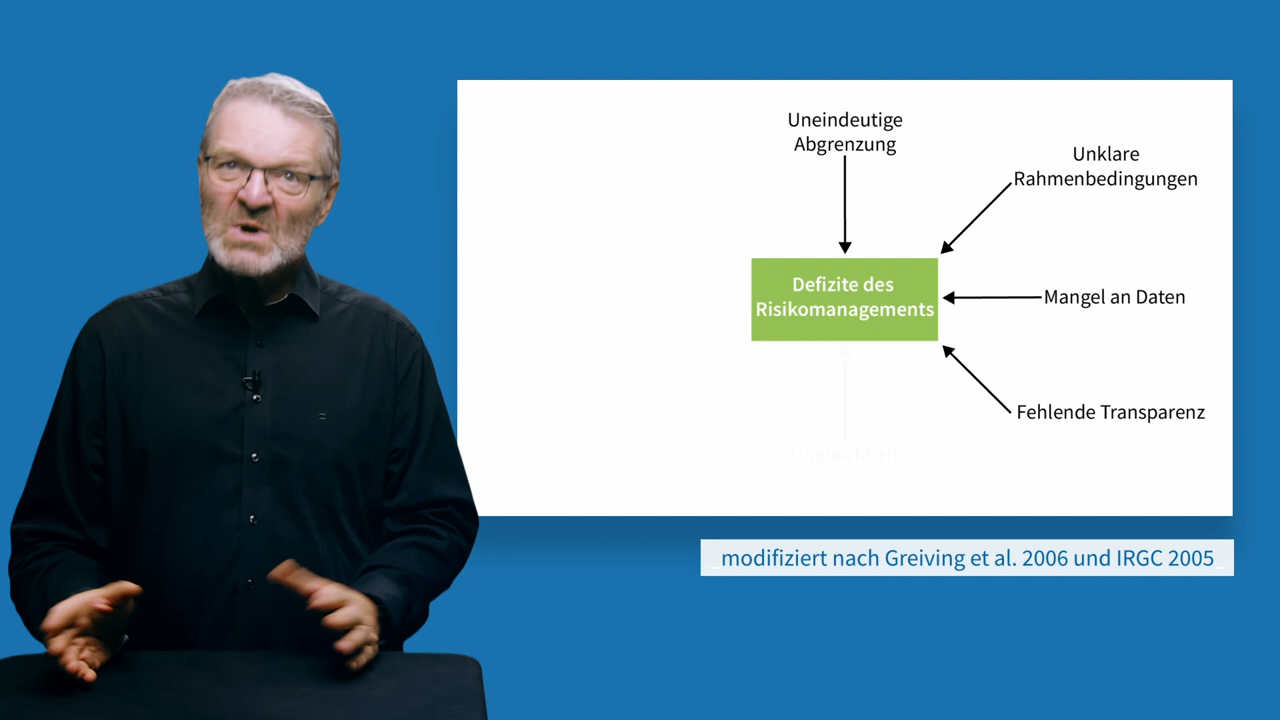 Uneindeutige
Abgrenzung
Unklare
Rahmenbedingungen
Defizite des
Risikomanagements
Mangel an Daten
Fehlende Transparenz
Ungleichheit
modifiziert nach Greiving et al. 2006 und IRGC 2005